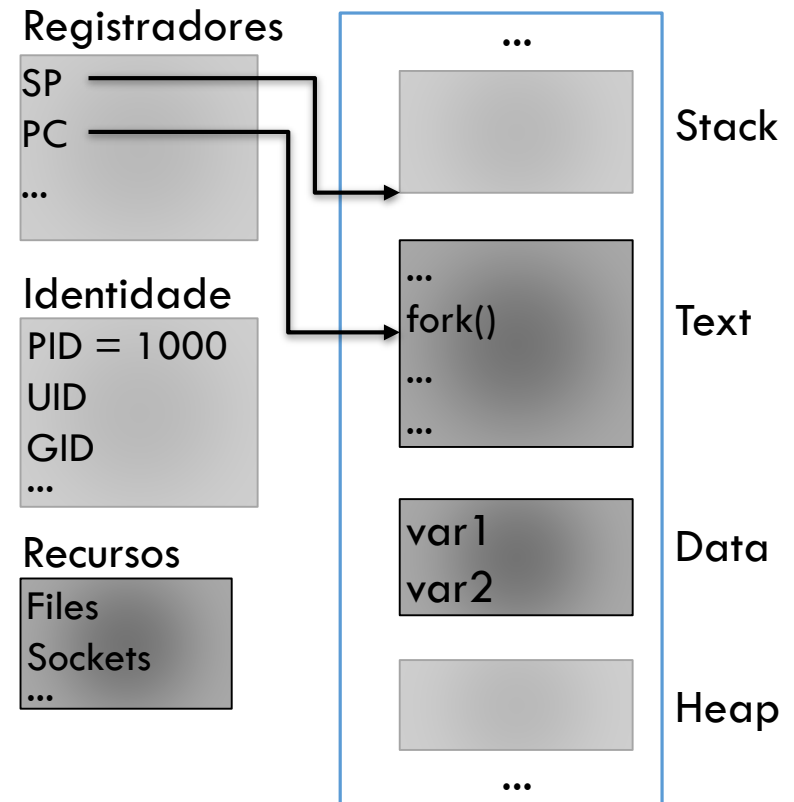 Registradores
SP
PC
...
Identidade
PID = 1000
UID
GID
...
Recursos
Files
Sockets
...
...
Stack
...
fork()
...
...
Text
var1
var2
Data
Heap
...